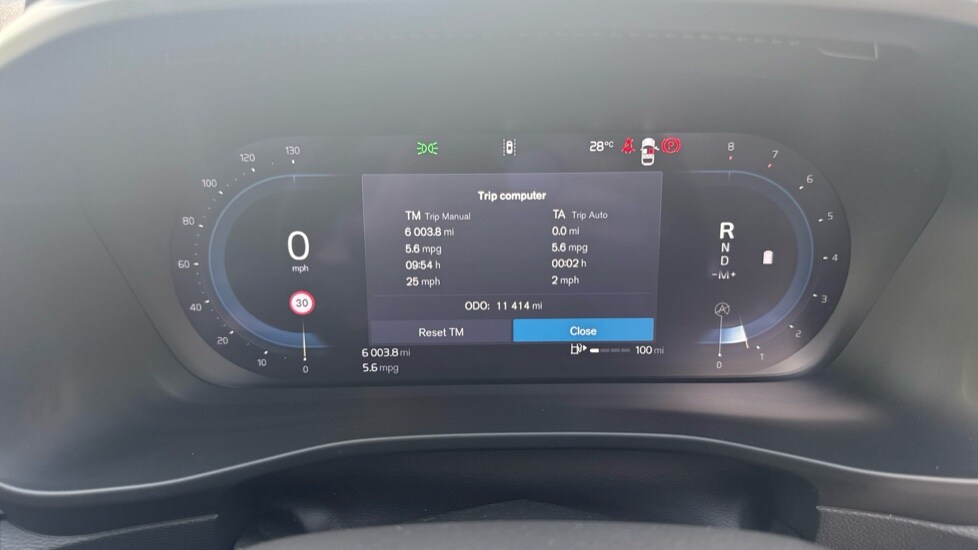 28°C
130
120
100
80
60
40
20
10
0
0
mph
30
Trip computer
TM Trip Manual
TA Trip Auto
6 003.8 mi
0.0 mi
5.6 mpg
5.6 mpg
09:54 h
00:02 h
25 mph
2 mph
ODO: 11 414 mi
Reset TM
Close
6 003.8 mi
5.6 mpg
100 mi
R
N
D
-M+
A
P
8
7
6
5
4
3
2
1
0